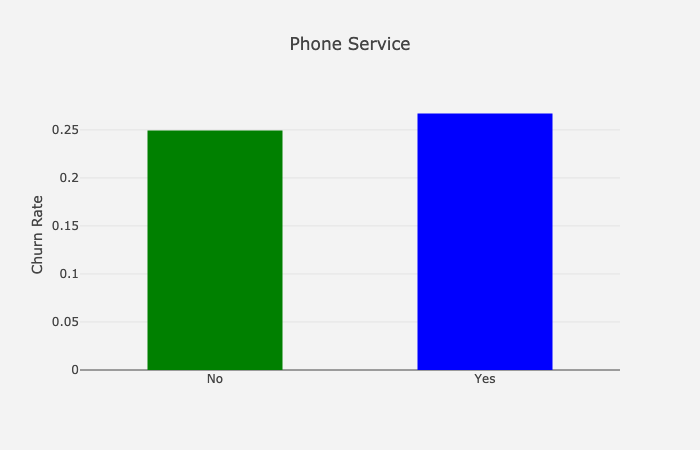 Phone Service
Churn Rate
0.25
0.2
0.15
0.1
0.05
0
No
Yes